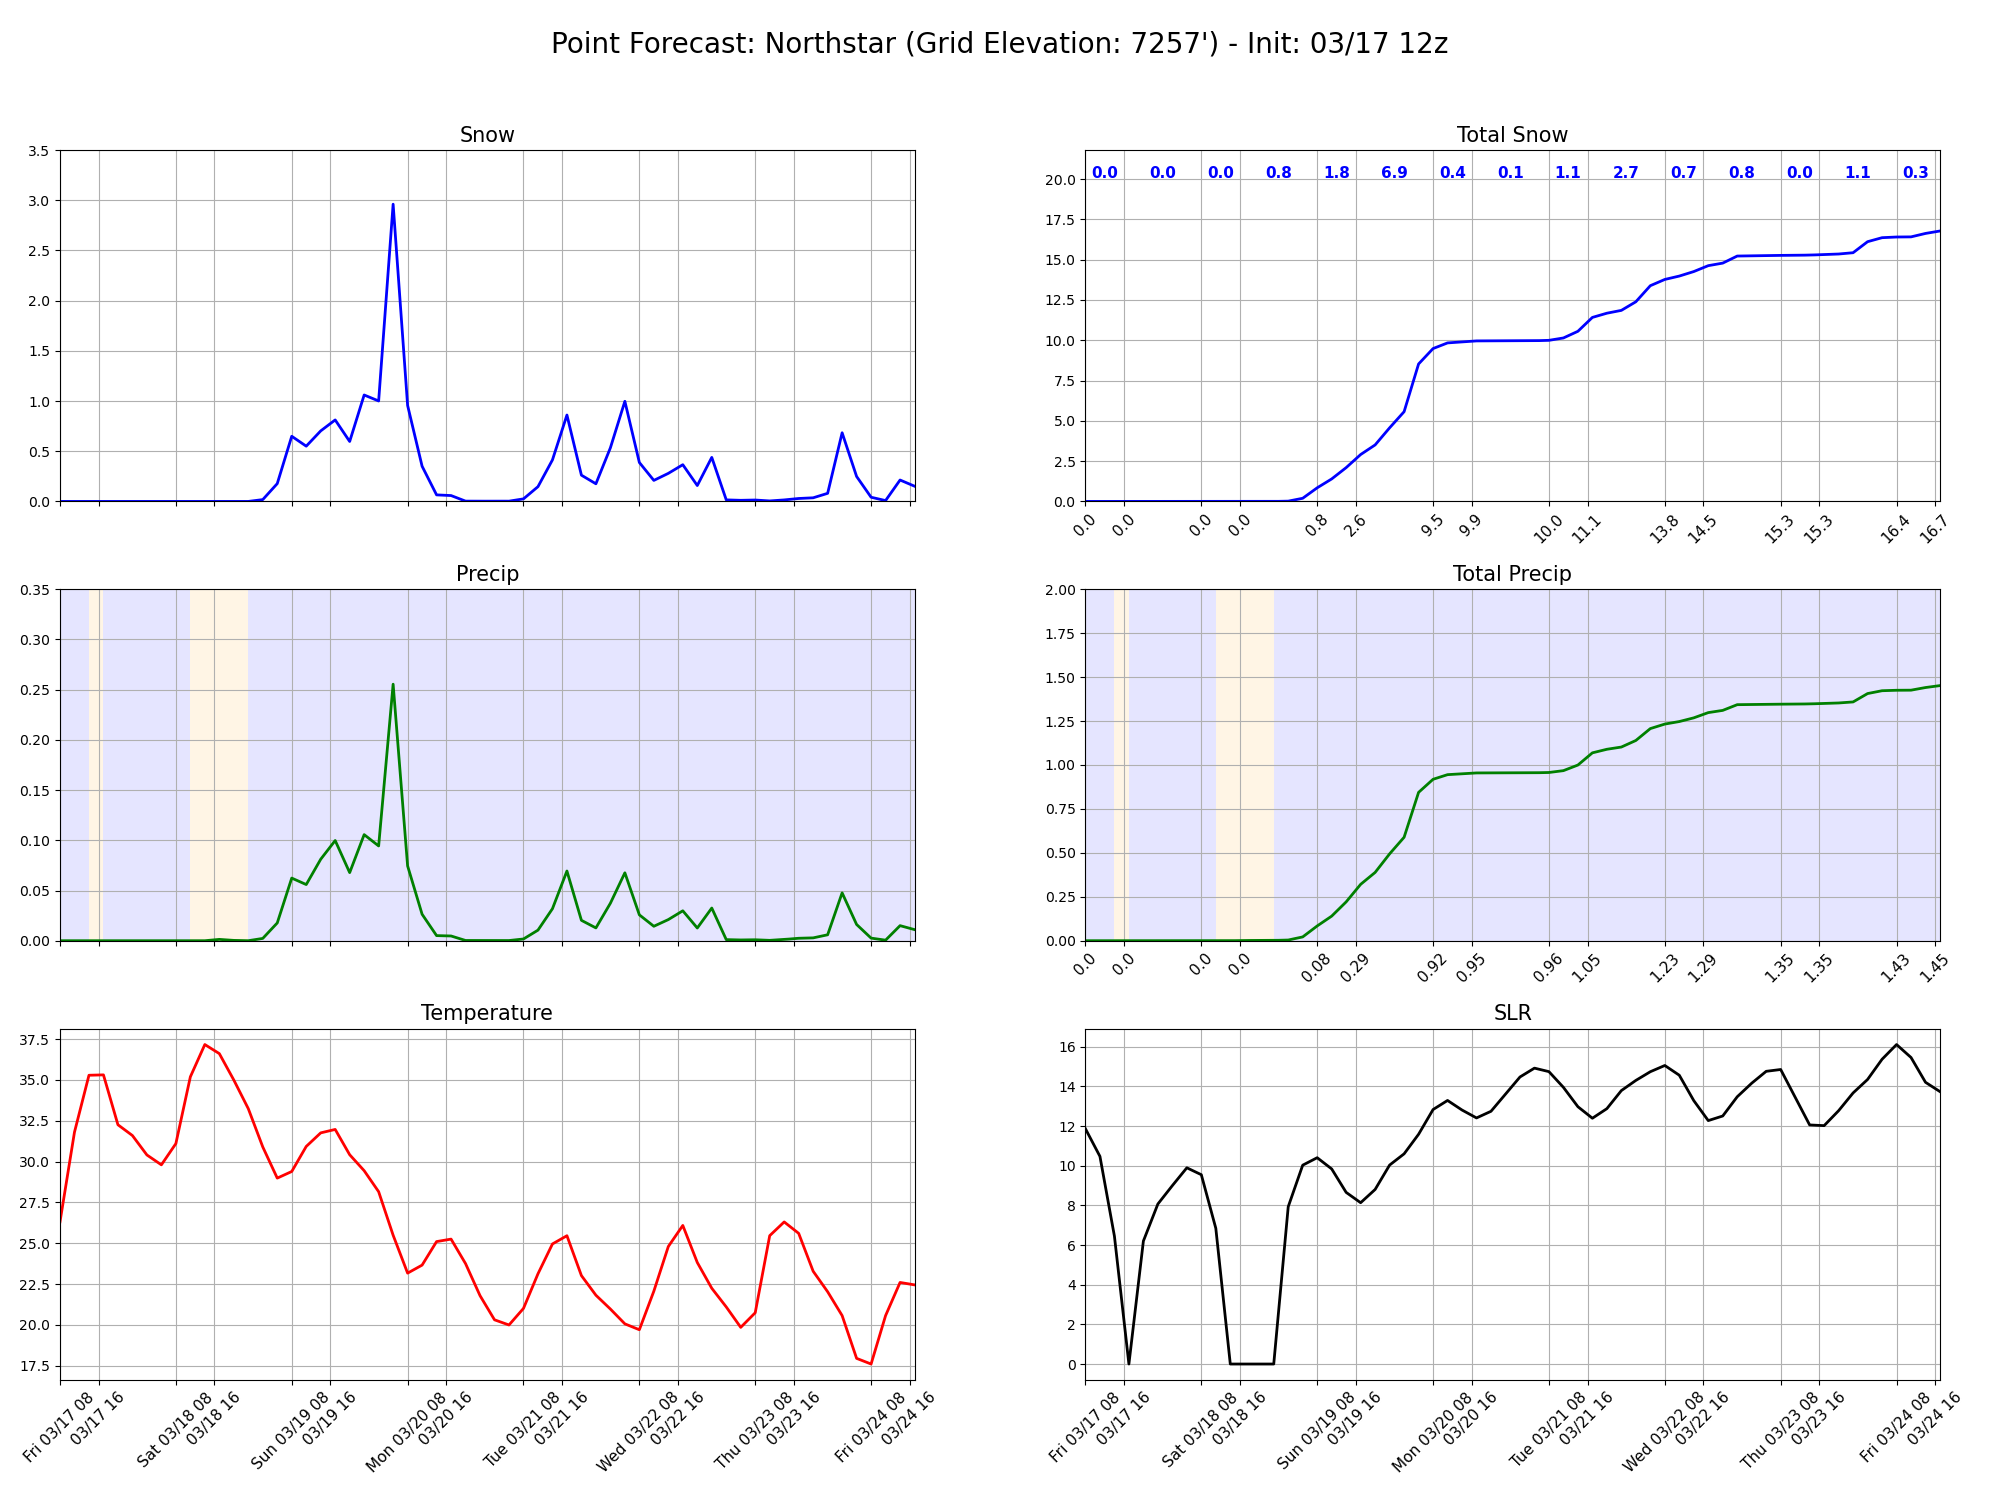 Point Forecast: Northstar (Grid Elevation: 7257') - Init: 03/17 12z
Snow
3.5
3.0
2.5
2.0
1.5
1.0
0.5
0.0
Total Snow
0.0 0.0 0.0 0.8 1.8 6.9 0.4 0.1 1.1 2.7 0.7 0.8 0.0 1.1 0.3
20.0
17.5
15.0
12.5
10.0
7.5
5.0
2.5
0.0
0.0 0.0 0.0 0.0 0.8 2.6 9.5 9.9 10.0 11.1 13.8 14.5 15.3 15.3 16.4 16.7
Precip
0.35
0.30
0.25
0.20
0.15
0.10
0.05
0.00
Total Precip
2.00
1.75
1.50
1.25
1.00
0.75
0.50
0.25
0.00
0.0 0.0 0.0 0.0 0.08 0.29 0.92 0.95 0.96 1.05 1.23 1.29 1.35 1.35 1.43 1.45
Temperature
37.5
35.0
32.5
30.0
27.5
25.0
22.5
20.0
17.5
Fri 03/17 08
03/17 16
Sat 03/18 08
03/18 16
Sun 03/19 08
03/19 16
Mon 03/20 08
03/20 16
Tue 03/21 08
03/21 16
Wed 03/22 08
03/22 16
Thu 03/23 08
03/23 16
Fri 03/24 08
03/24 16
SLR
16
14
12
10
8
6
4
2
0
Fri 03/17 08
03/17 16
Sat 03/18 08
03/18 16
Sun 03/19 08
03/19 16
Mon 03/20 08
03/20 16
Tue 03/21 08
03/21 16
Wed 03/22 08
03/22 16
Thu 03/23 08
03/23 16
Fri 03/24 08
03/24 16